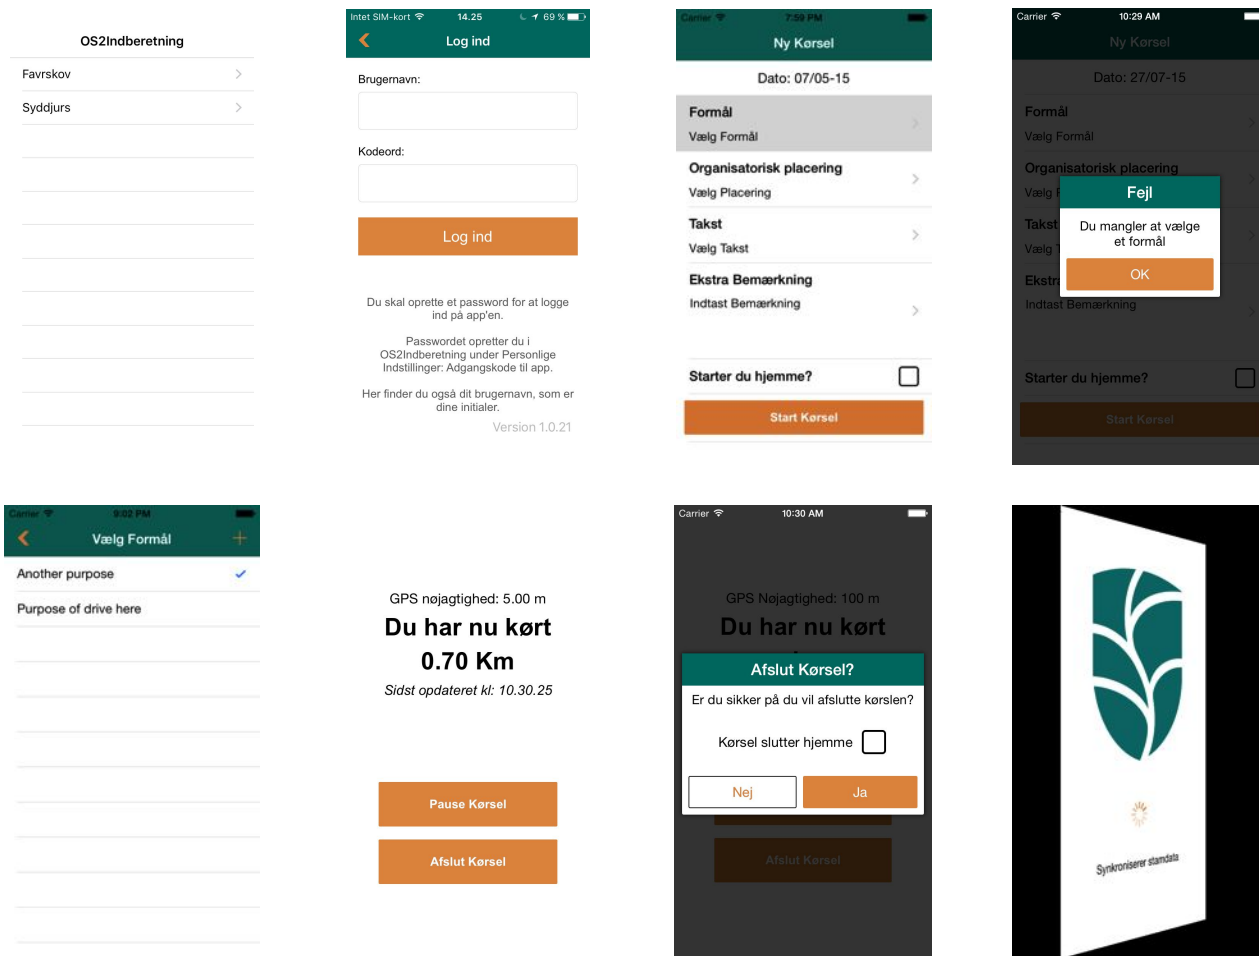 OS2Indberetning
Favrskov
Syddjurs
Intet SIM-kort 14.25 69 %
Log ind
Brugernavn:
Kodeord:
Log ind
Du skal oprette et password for at logge
ind på app'en.
Passwordet opretter du i
OS2Indberetning under Personlige
Indstillinger: Adgangskode til app.
Her finder du også dit brugernavn, som er
dine initialer.
Version 1.0.21
Carrier 7:59 PM
Ny Kørsel
Dato: 07/05-15
Formål
Vælg Formål
Organisatorisk placering
Vælg Placering
Takst
Vælg Takst
Ekstra Bemærkning
Indtast Bemærkning
Starter du hjemme?
Start Kørsel
Carrier 10:29 AM
Ny Kørsel
Dato: 27/07-15
Formål
Vælg Formål
Organisatorisk placering
Vælg
Fejl
Takst
Du mangler at vælge
et formål
Vælg
OK
Ekstra
Indtast Bemærkning
Starter du hjemme?
Start Kørsel
Carrier 9:02 PM
Vælg Formål
Another purpose
Purpose of drive here
GPS nøjagtighed: 5.00 m
Du har nu kørt
0.70 Km
Sidst opdateret kl: 10.30.25
Pause Kørsel
Afslut Kørsel
Carrier 10:30 AM
GPS Nøjagtighed: 100 m
Du har nu kørt
Afslut Kørsel?
Er du sikker på du vil afslutte kørslen?
Kørsel slutter hjemme
Nej Ja
Afslut Kørsel
Synkroniserer stamdata